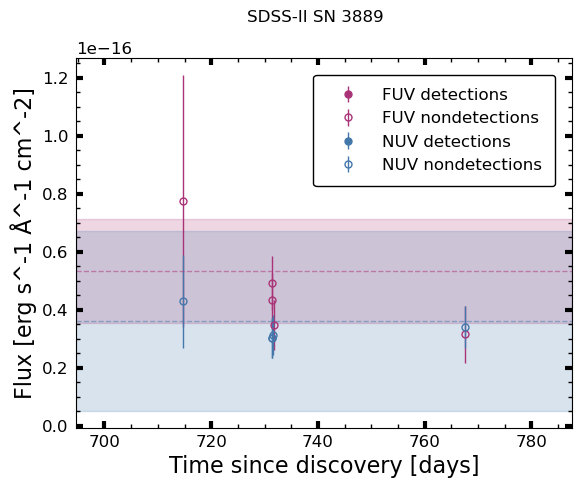 SDSS-II SN 3889
1e−16
FUV detections
FUV nondetections
NUV detections
NUV nondetections
1.2
1.0
0.8
0.6
0.4
0.2
0.0
Flux [erg s^-1 Å^-1 cm^-2]
700 720 740 760 780
Time since discovery [days]